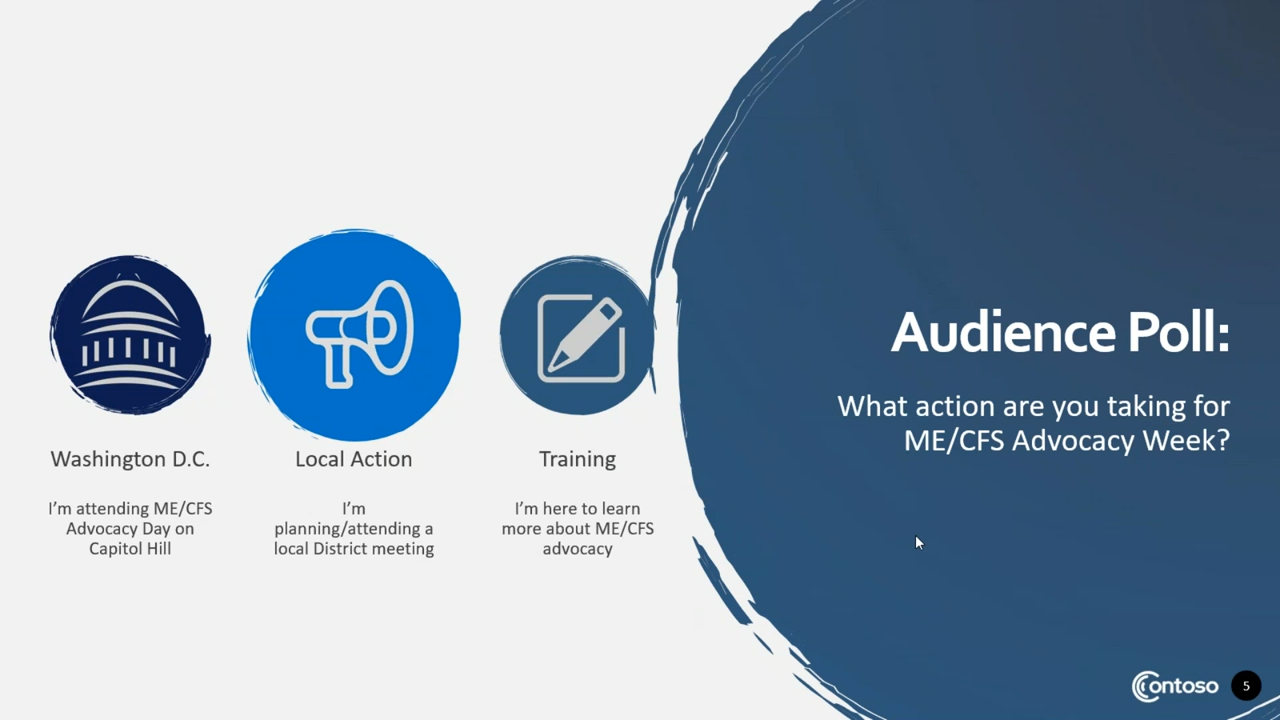 Audience Poll:
What action are you taking for
ME/CFS Advocacy Week?
Washington D.C.
I'm attending ME/CFS
Advocacy Day on
Capitol Hill
Local Action
I'm
planning/attending a
local District meeting
Training
I'm here to learn
more about ME/CFS
advocacy
Contoso
5